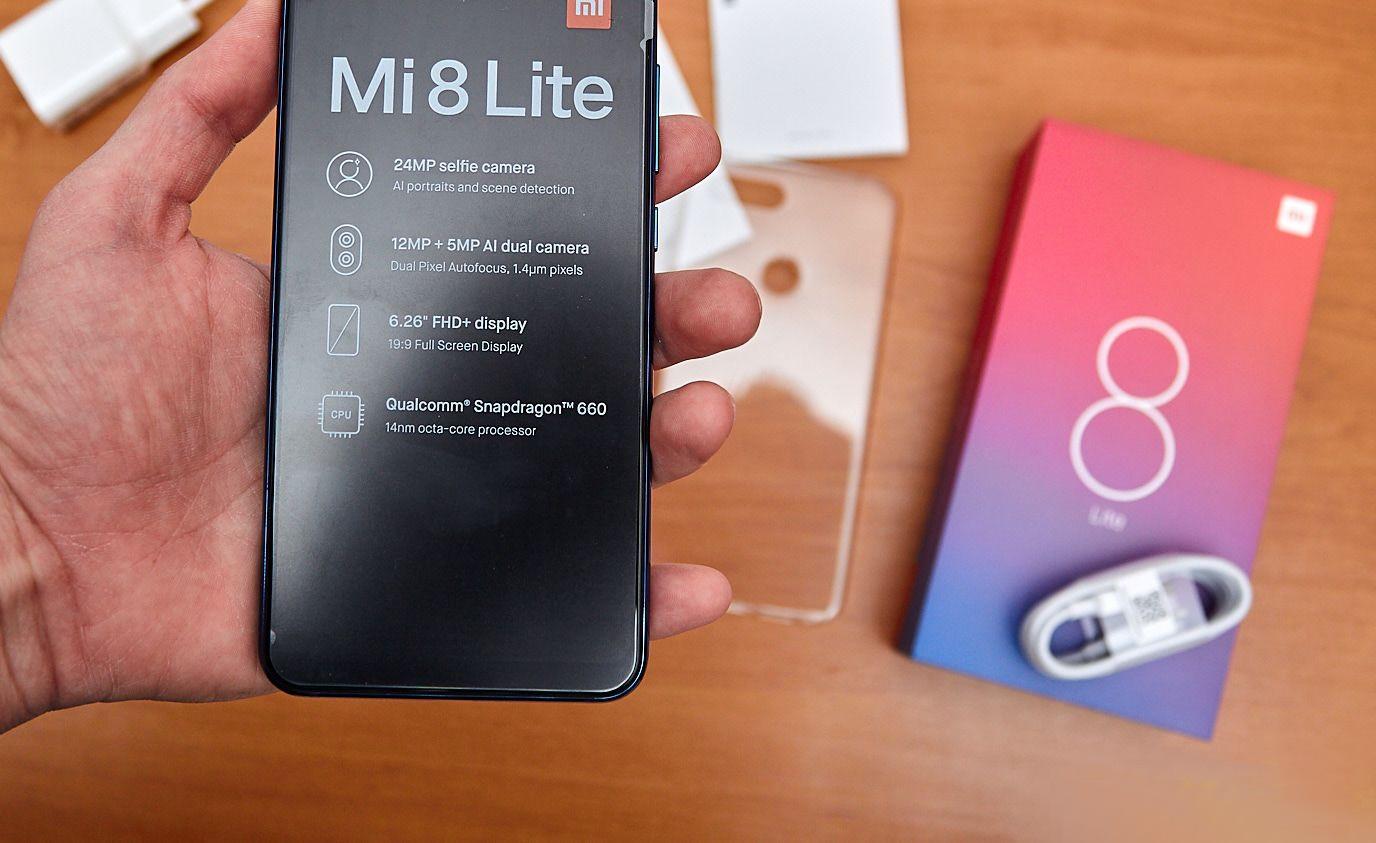 mi
Mi 8 Lite
24MP selfie camera
AI portraits and scene detection
12MP + 5MP AI dual camera
Dual Pixel Autofocus, 1.4μm pixels
6.26" FHD+ display
19:9 Full Screen Display
CPU
Qualcomm® Snapdragon™ 660
14nm octa-core processor
mi
8
Lite